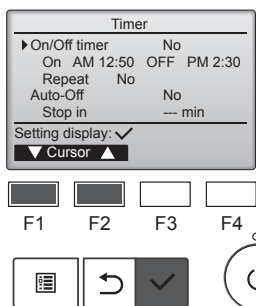 Timer
On/Off timer No
On AM 12:50 OFF PM 2:30
Repeat No
Auto-Off No
Stop in --- min
Setting display:
Cursor
F1 F2 F3 F4